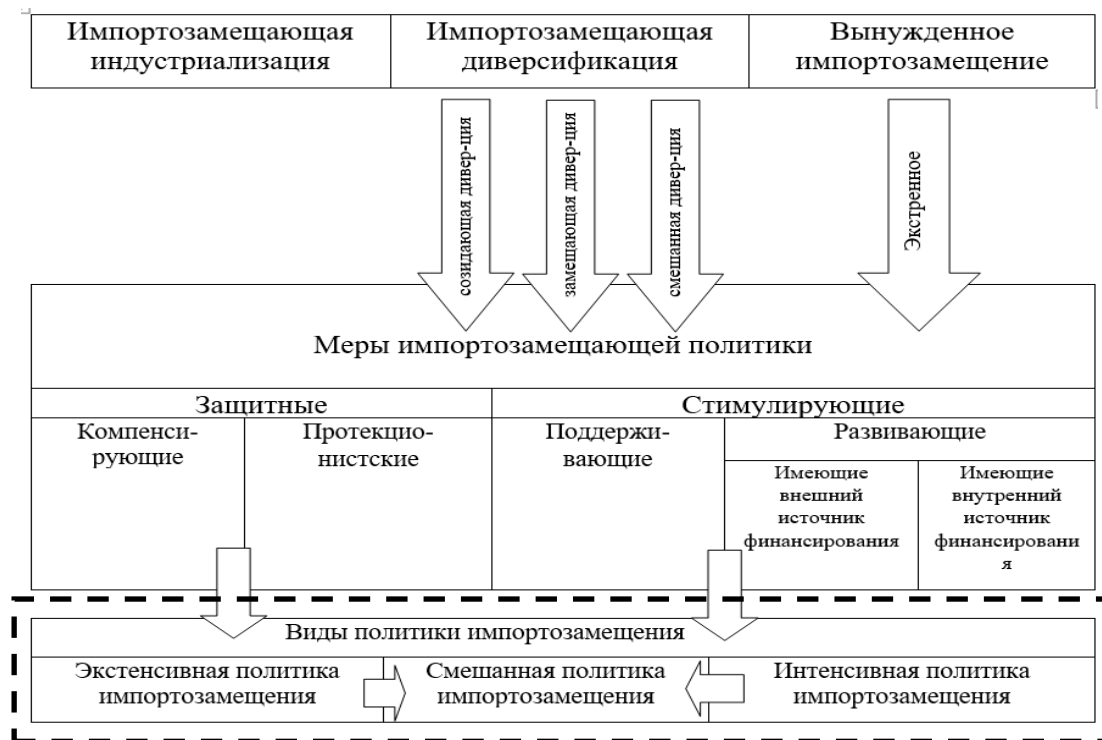 Импортозамещающая
индустриализация
Импортозамещающая
диверсификация
Вынужденное
импортозамещение
созидающая дивер-ция
замещающая дивер-ция
смешанная дивер-ция
Экстренное
Меры импортозамещающей политики
Защитные
Стимулирующие
Компенси-
рующие
Протекцио-
нистские
Поддержи-
вающие
Развивающие
Имеющие
внешний
источник
финансирования
Имеющие
внутренний
источник
финансировани
я
Виды политики импортозамещения
Экстенсивная политика
импортозамещения
Смешанная политика
импортозамещения
Интенсивная политика
импортозамещения